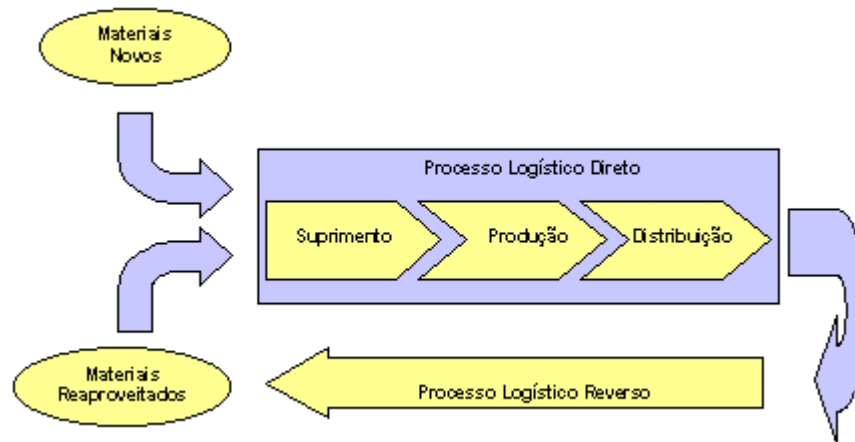 Materiais
Novos
Processo Logístico Direto
Suprimento
Produção
Distribuição
Materiais
Reaproveitados
Processo Logístico Reverso